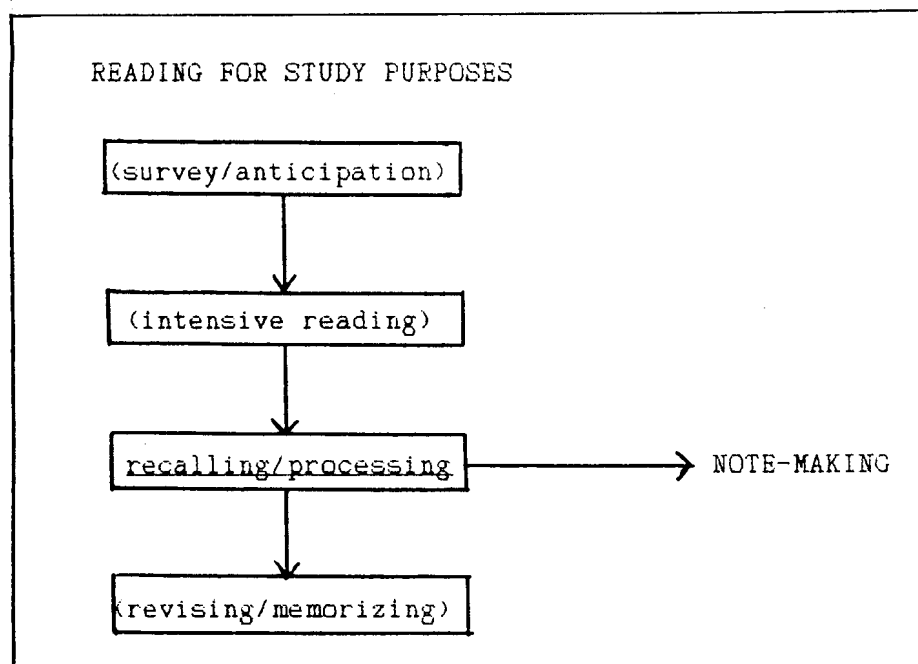 READING FOR STUDY PURPOSES
(survey/anticipation)
(intensive reading)
recalling/processing
NOTE-MAKING
(revising/memorizing)